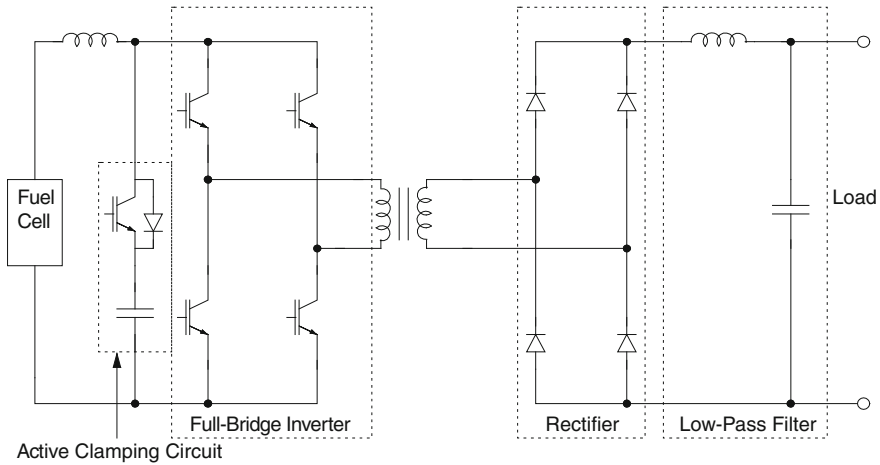 Fuel
Cell
Load
Full-Bridge Inverter
Rectifier
Low-Pass Filter
Active Clamping Circuit